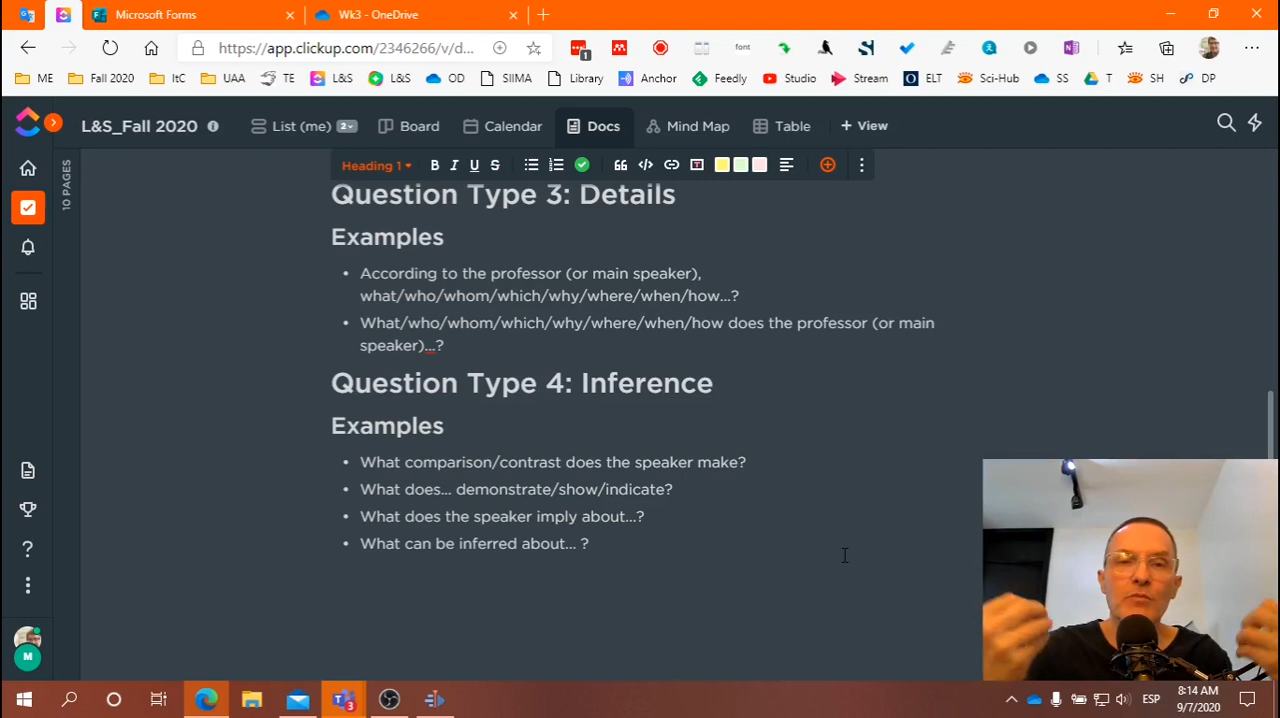 Microsoft Forms
Wk3 - OneDrive
https://app.clickup.com/2346266/v/d...
1
font
ME
Fall 2020
ItC
UAA
TE
L&S
L&S
OD
SIIMA
Library
Anchor
Feedly
Studio
Stream
ELT
Sci-Hub
SS
T
SH
DP
L&S_Fall 2020
List (me) 2
Board
Calendar
Docs
Mind Map
Table
+ View
10 PAGES
Heading 1
B I U S
Question Type 3: Details
Examples
• According to the professor (or main speaker),
what/who/whom/which/why/where/when/how...?
• What/who/whom/which/why/where/when/how does the professor (or main
speaker)...?
Question Type 4: Inference
Examples
• What comparison/contrast does the speaker make?
• What does... demonstrate/show/indicate?
• What does the speaker imply about...?
• What can be inferred about... ?
M
3
ESP
8:14 AM
9/7/2020